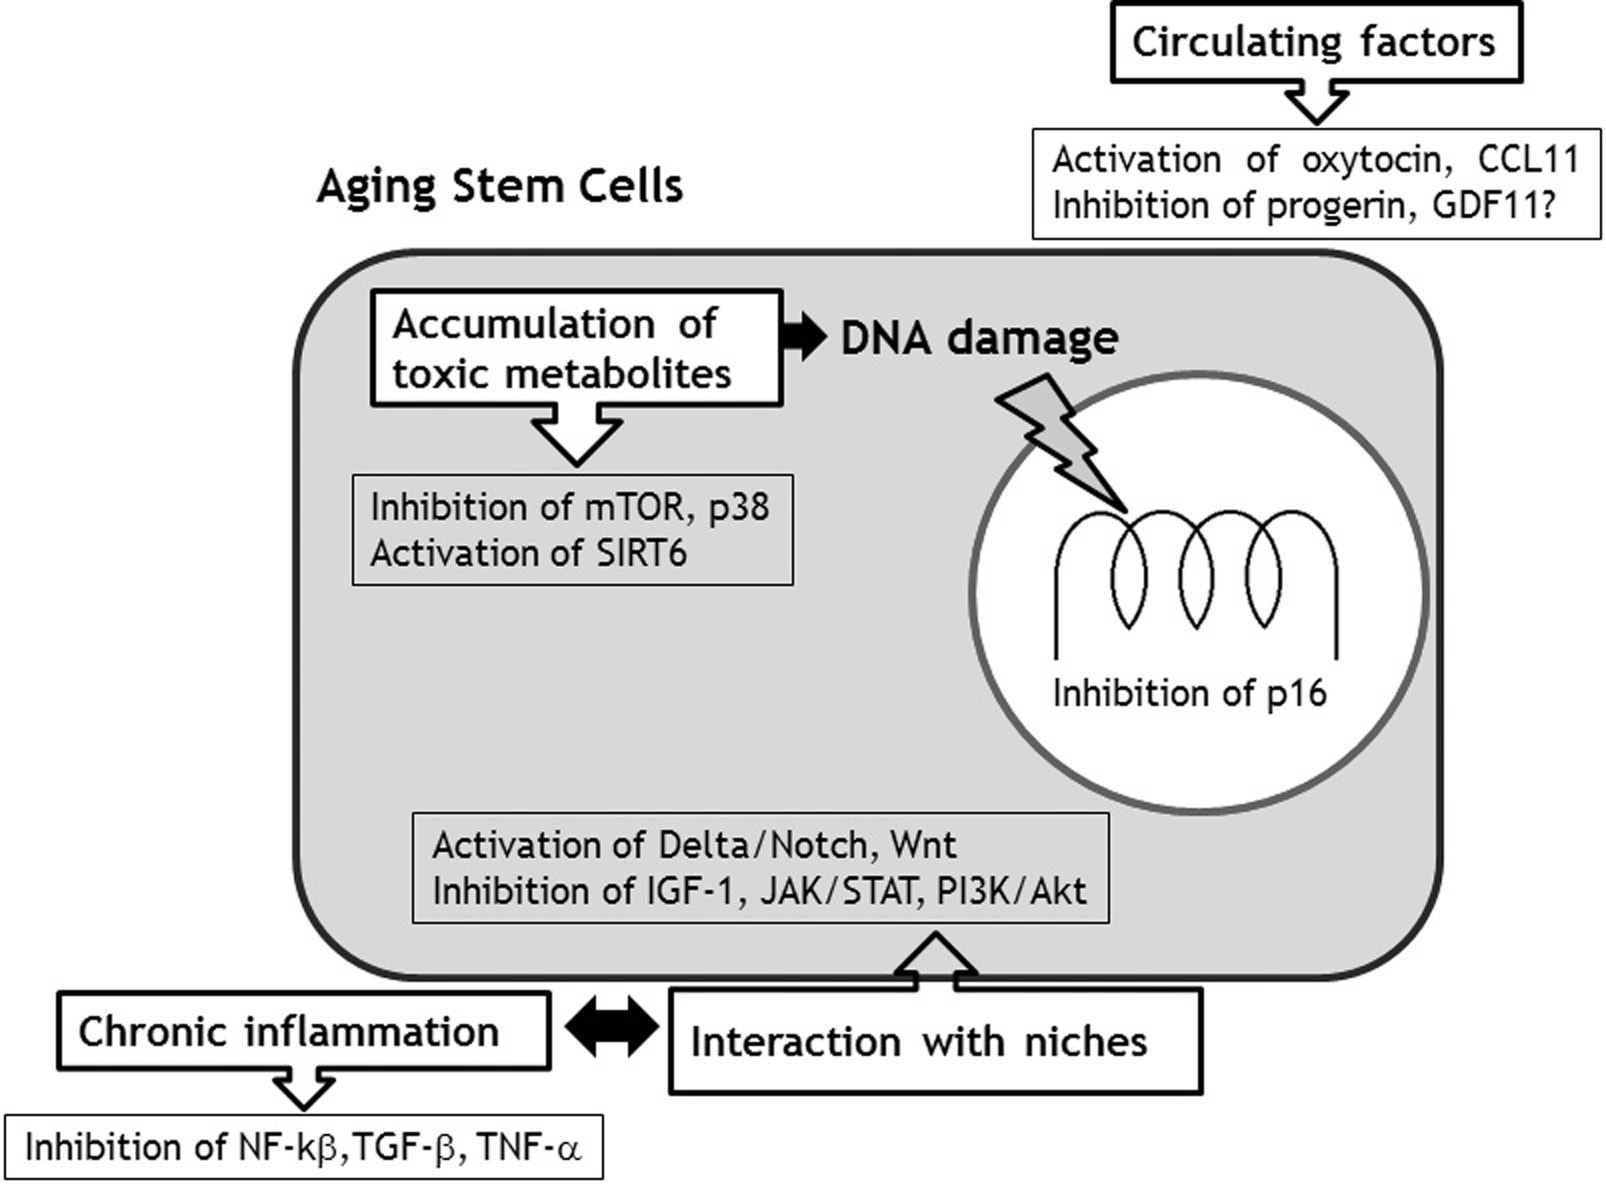 Circulating factors
Activation of oxytocin, CCL11
Inhibition of progerin, GDF11?
Aging Stem Cells
Accumulation of
toxic metabolites
DNA damage
Inhibition of mTOR, p38
Activation of SIRT6
Inhibition of p16
Activation of Delta/Notch, Wnt
Inhibition of IGF-1, JAK/STAT, PI3K/Akt
Chronic inflammation
Interaction with niches
Inhibition of NF-kβ,TGF-β, TNF-α